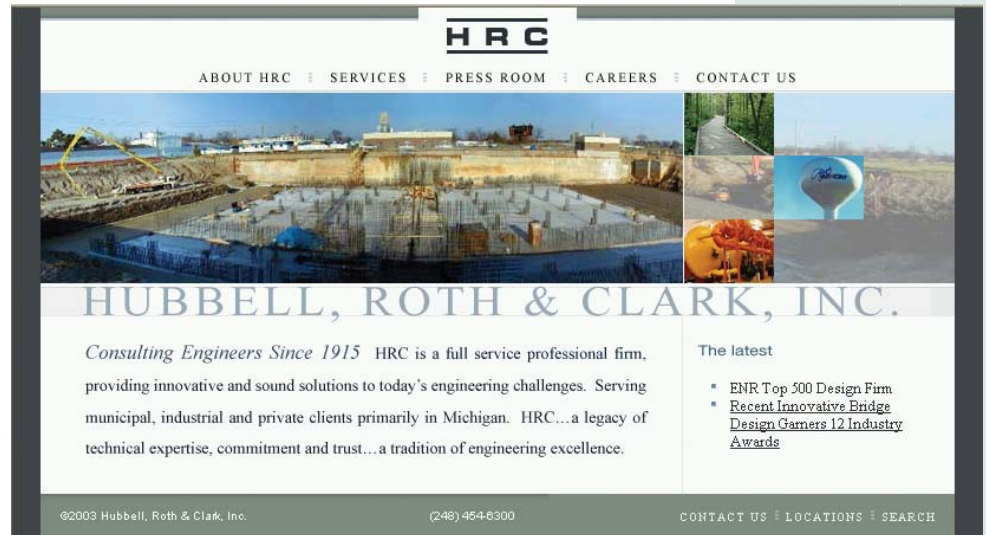 HRC
ABOUT HRC SERVICES PRESS ROOM CAREERS CONTACT US
HUBBELL, ROTH & CLARK, INC.
Consulting Engineers Since 1915 HRC is a full service professional firm,
providing innovative and sound solutions to today's engineering challenges. Serving
municipal, industrial and private clients primarily in Michigan. HRC...a legacy of
technical expertise, commitment and trust...a tradition of engineering excellence.
The latest
ENR Top 500 Design Firm
Recent Innovative Bridge
Design Garners 12 Industry
Awards
©2003 Hubbell, Roth & Clark, Inc. (248) 454-6300 CONTACT US LOCATIONS SEARCH